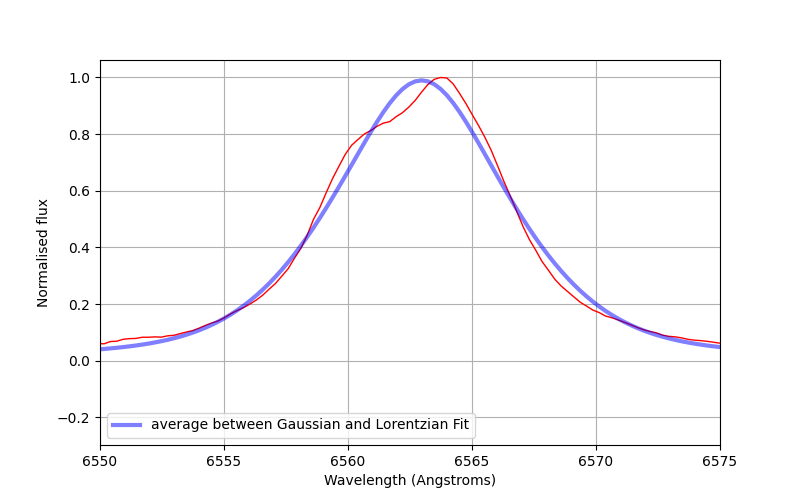 1.0
0.8
0.6
0.4
0.2
0.0
−0.2
Normalised flux
average between Gaussian and Lorentzian Fit
6550 6555 6560 6565 6570 6575
Wavelength (Angstroms)